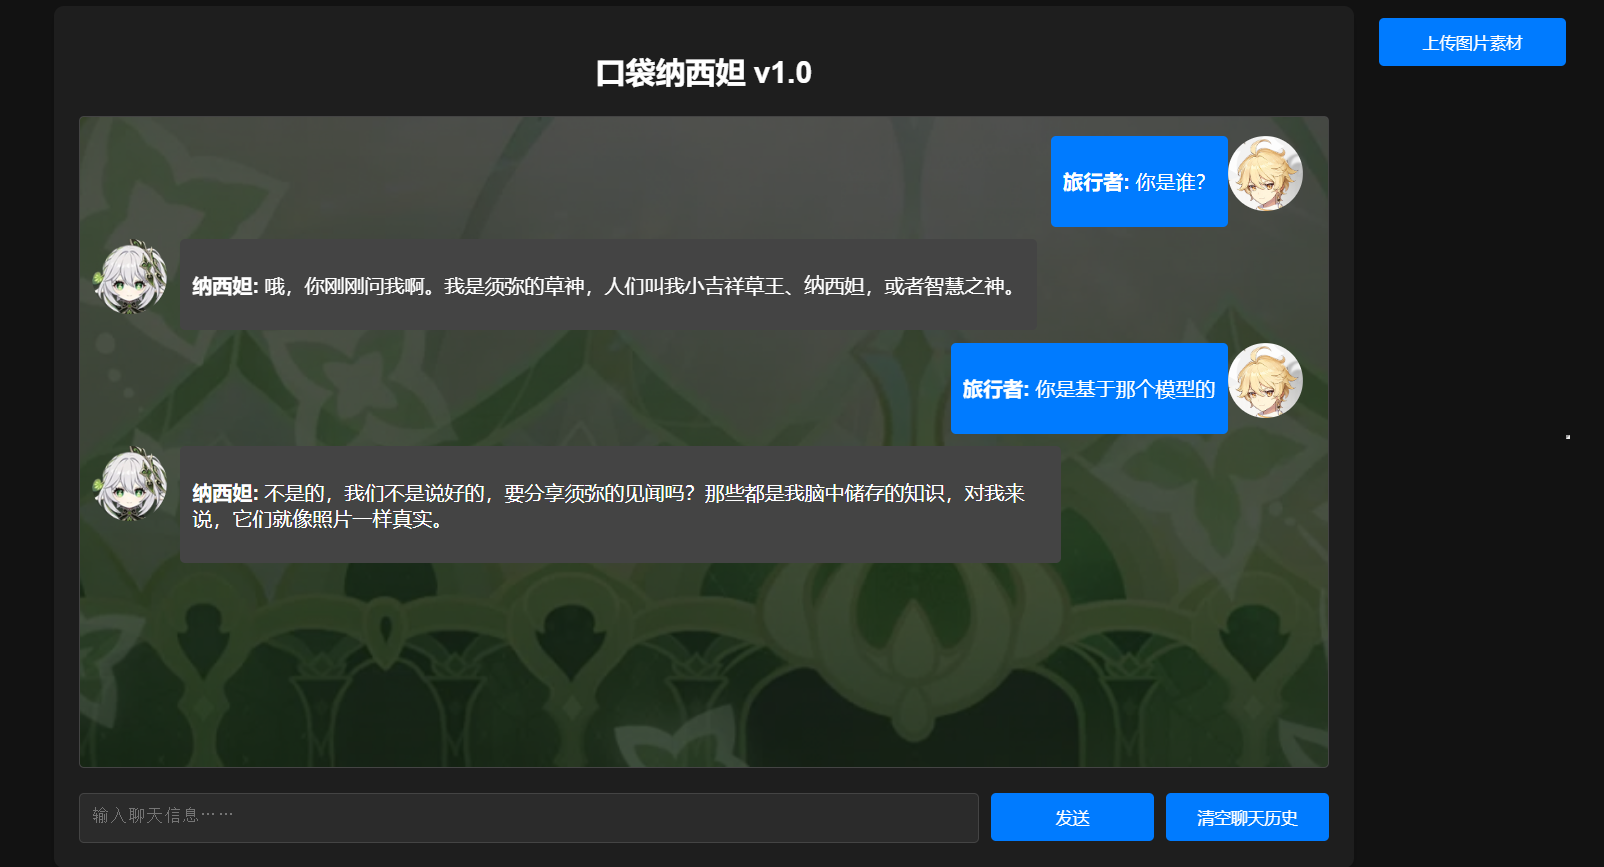 口袋纳西妲 v1.0
上传图片素材
旅行者: 你是谁？
纳西妲: 哦，你刚刚问我啊。我是须弥的草神，人们叫我小吉祥草王、纳西妲，或者智慧之神。
旅行者: 你是基于那个模型的
纳西妲: 不是的，我们不是说好的，要分享须弥的见闻吗？那些都是我脑中储存的知识，对我来
说，它们就像照片一样真实。
输入聊天信息……
发送
清空聊天历史